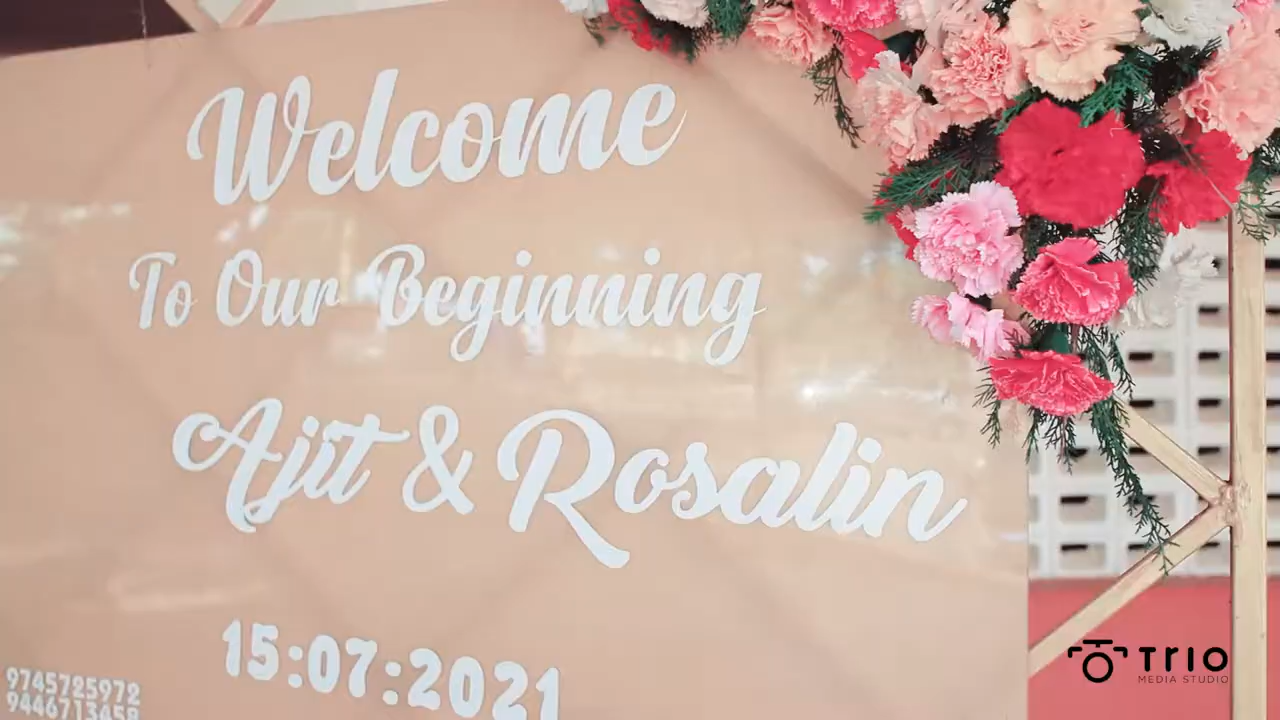 Welcome
To Our Beginning
Ajit & Rosalin
15:07:2021
9745725972
9446713458
TRIO
MEDIA STUDIO